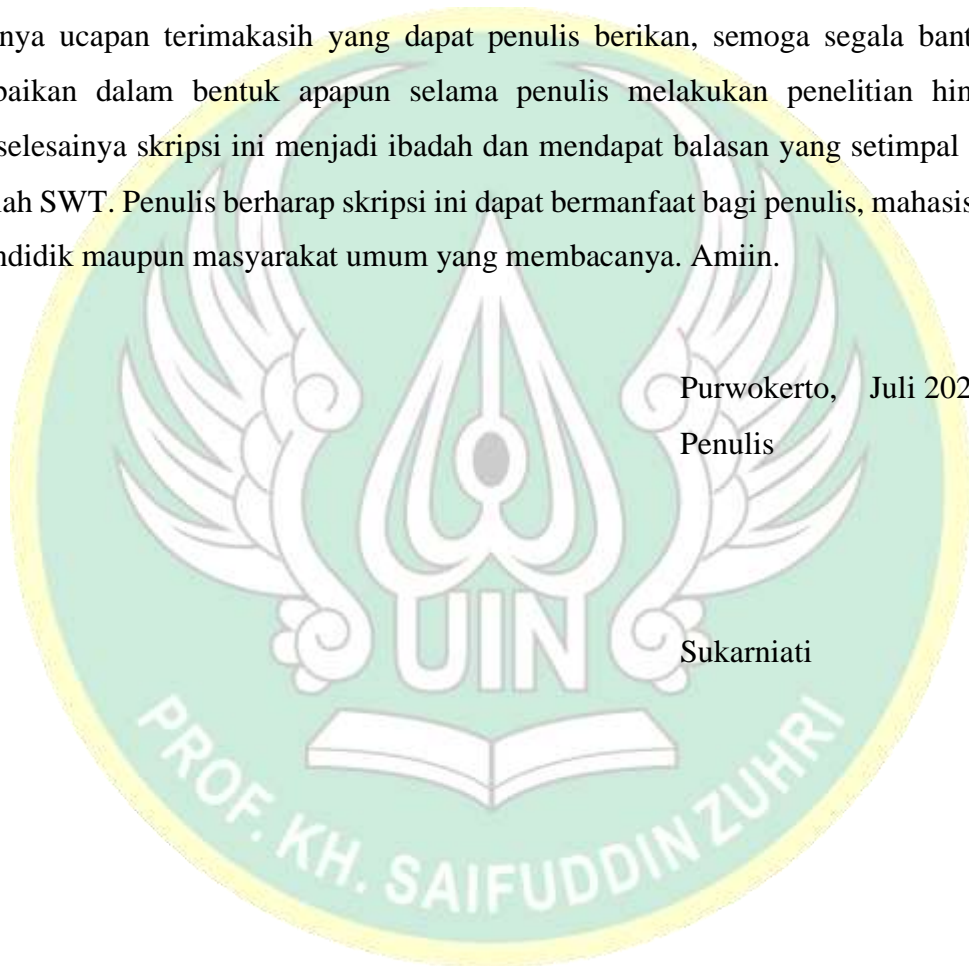 nya ucapan terimakasih yang dapat penulis berikan, semoga segala bant
baikan dalam bentuk apapun selama penulis melakukan penelitian hin
selesainya skripsi ini menjadi ibadah dan mendapat balasan yang setimpal
lah SWT. Penulis berharap skripsi ini dapat bermanfaat bagi penulis, mahasis
ndidik maupun masyarakat umum yang membacanya. Amiin.
Purwokerto, Juli 202
Penulis
Sukarniati
UIN
PROF. KH. SAIFUDDIN ZUHRI